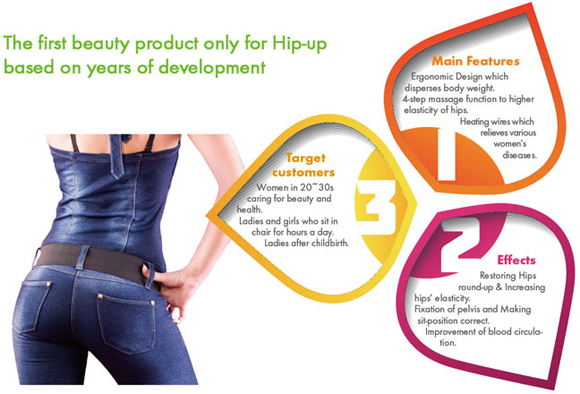 The first beauty product only for Hip-up
based on years of development
Main Features
Ergonomic Design which
disperses body weight.
4-step massage function to higher
elasticity of hips.
Heating wires which
relieves various
women's
diseases.
1
Target
customers
Women in 20~30s
caring for beauty and
health.
Ladies and girls who sit in
chair for hours a day.
Ladies after childbirth.
3
2
Effects
Restoring Hips
round-up & Increasing
hips' elasticity.
Fixation of pelvis and Making
sit-position correct.
Improvement of blood circula-
tion.